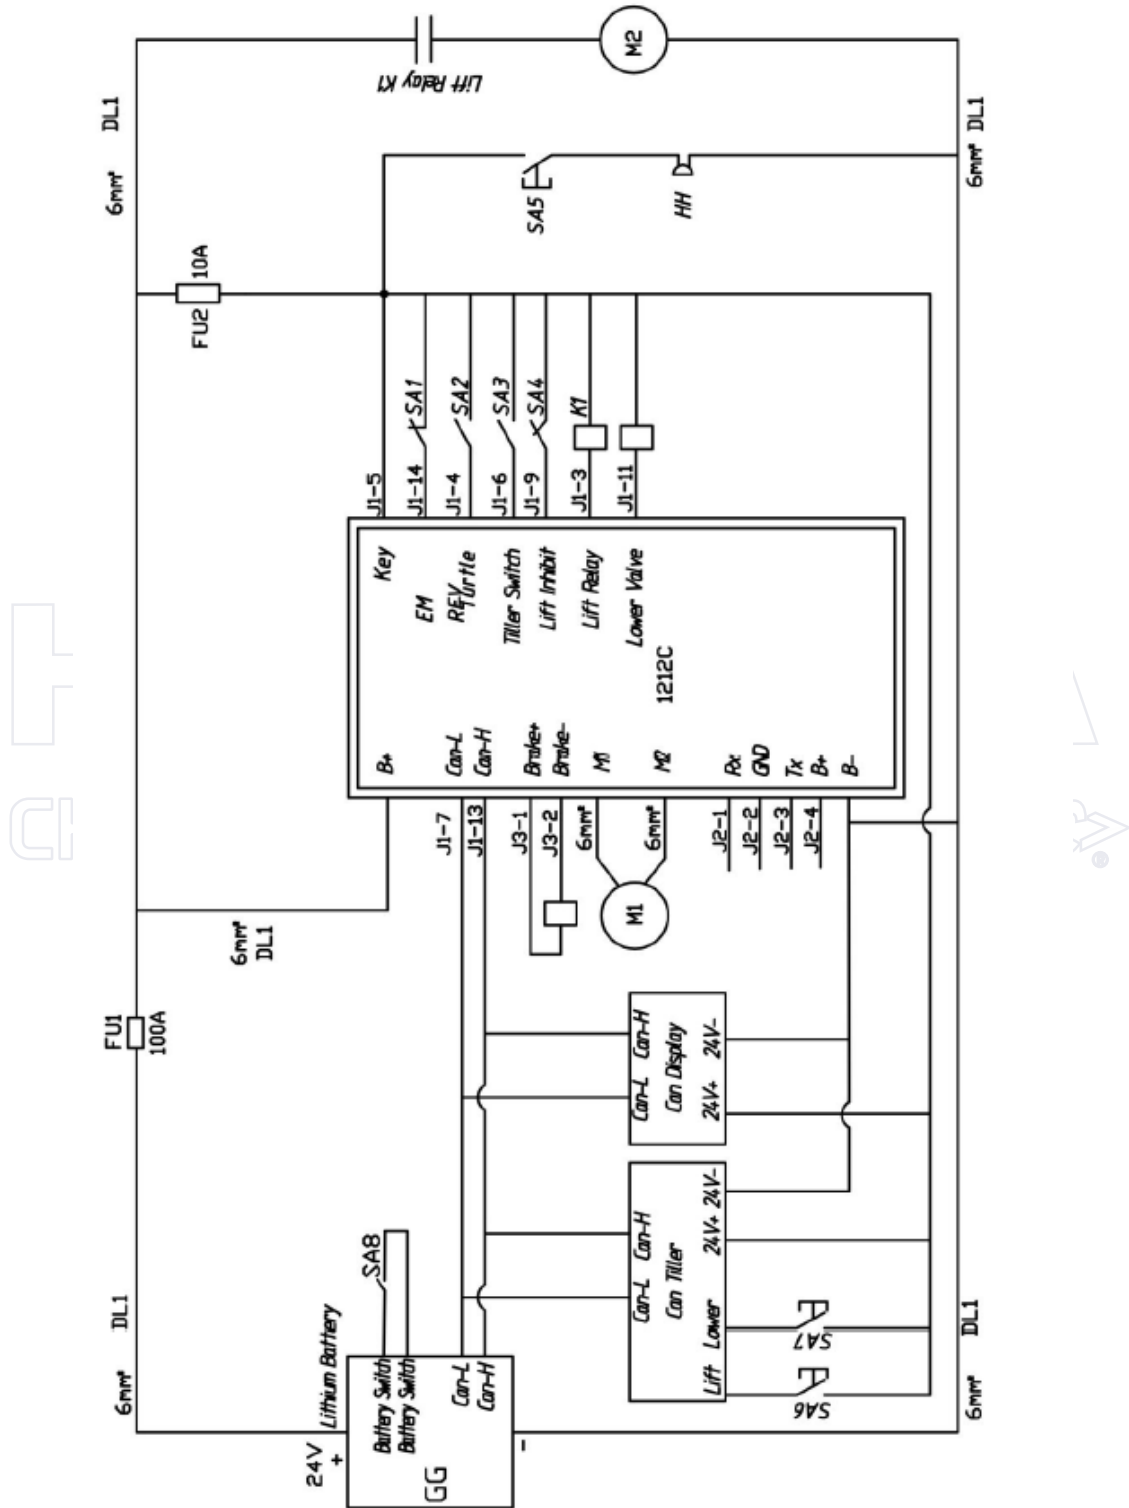 24V
+
-
GG
Lithium Battery
Battery Switch
Battery Switch
Can-L
Can-H
SA8
6mm²
DL1
FU1
100A
6mm²
DL1
6mm²
DL1
FU2
10A
Lift Relay K1
M2
SA5
HH
6mm²
DL1
6mm²
DL1
J1-5
J1-14
SA1
J1-4
SA2
J1-6
SA3
J1-9
SA4
J1-3
K1
J1-11
Key
EM
REV
Turtle
Tiller Switch
Lift Inhibit
Lift Relay
Lower Valve
1212C
B+
Can-L
Can-H
Brake+
Brake-
M1
M2
Rx
GND
Tx
B+
B-
J1-7
J1-13
J3-1
J3-2
6mm²
6mm²
M1
J2-1
J2-2
J2-3
J2-4
Can-L
Can-H
Can Display
24V+
24V-
Can-L
Can-H
Can Tiller
Lift
Lower
24V+
24V-
SA6
SA7